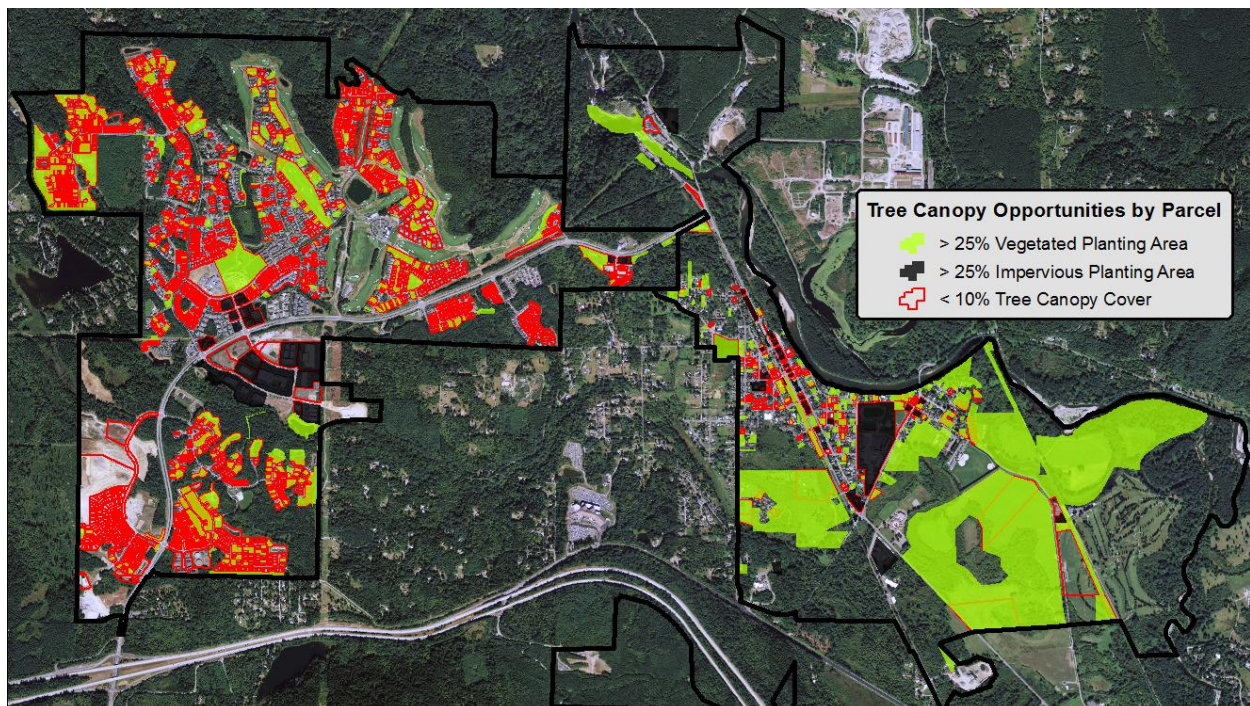 Tree Canopy Opportunities by Parcel
> 25% Vegetated Planting Area
> 25% Impervious Planting Area
< 10% Tree Canopy Cover